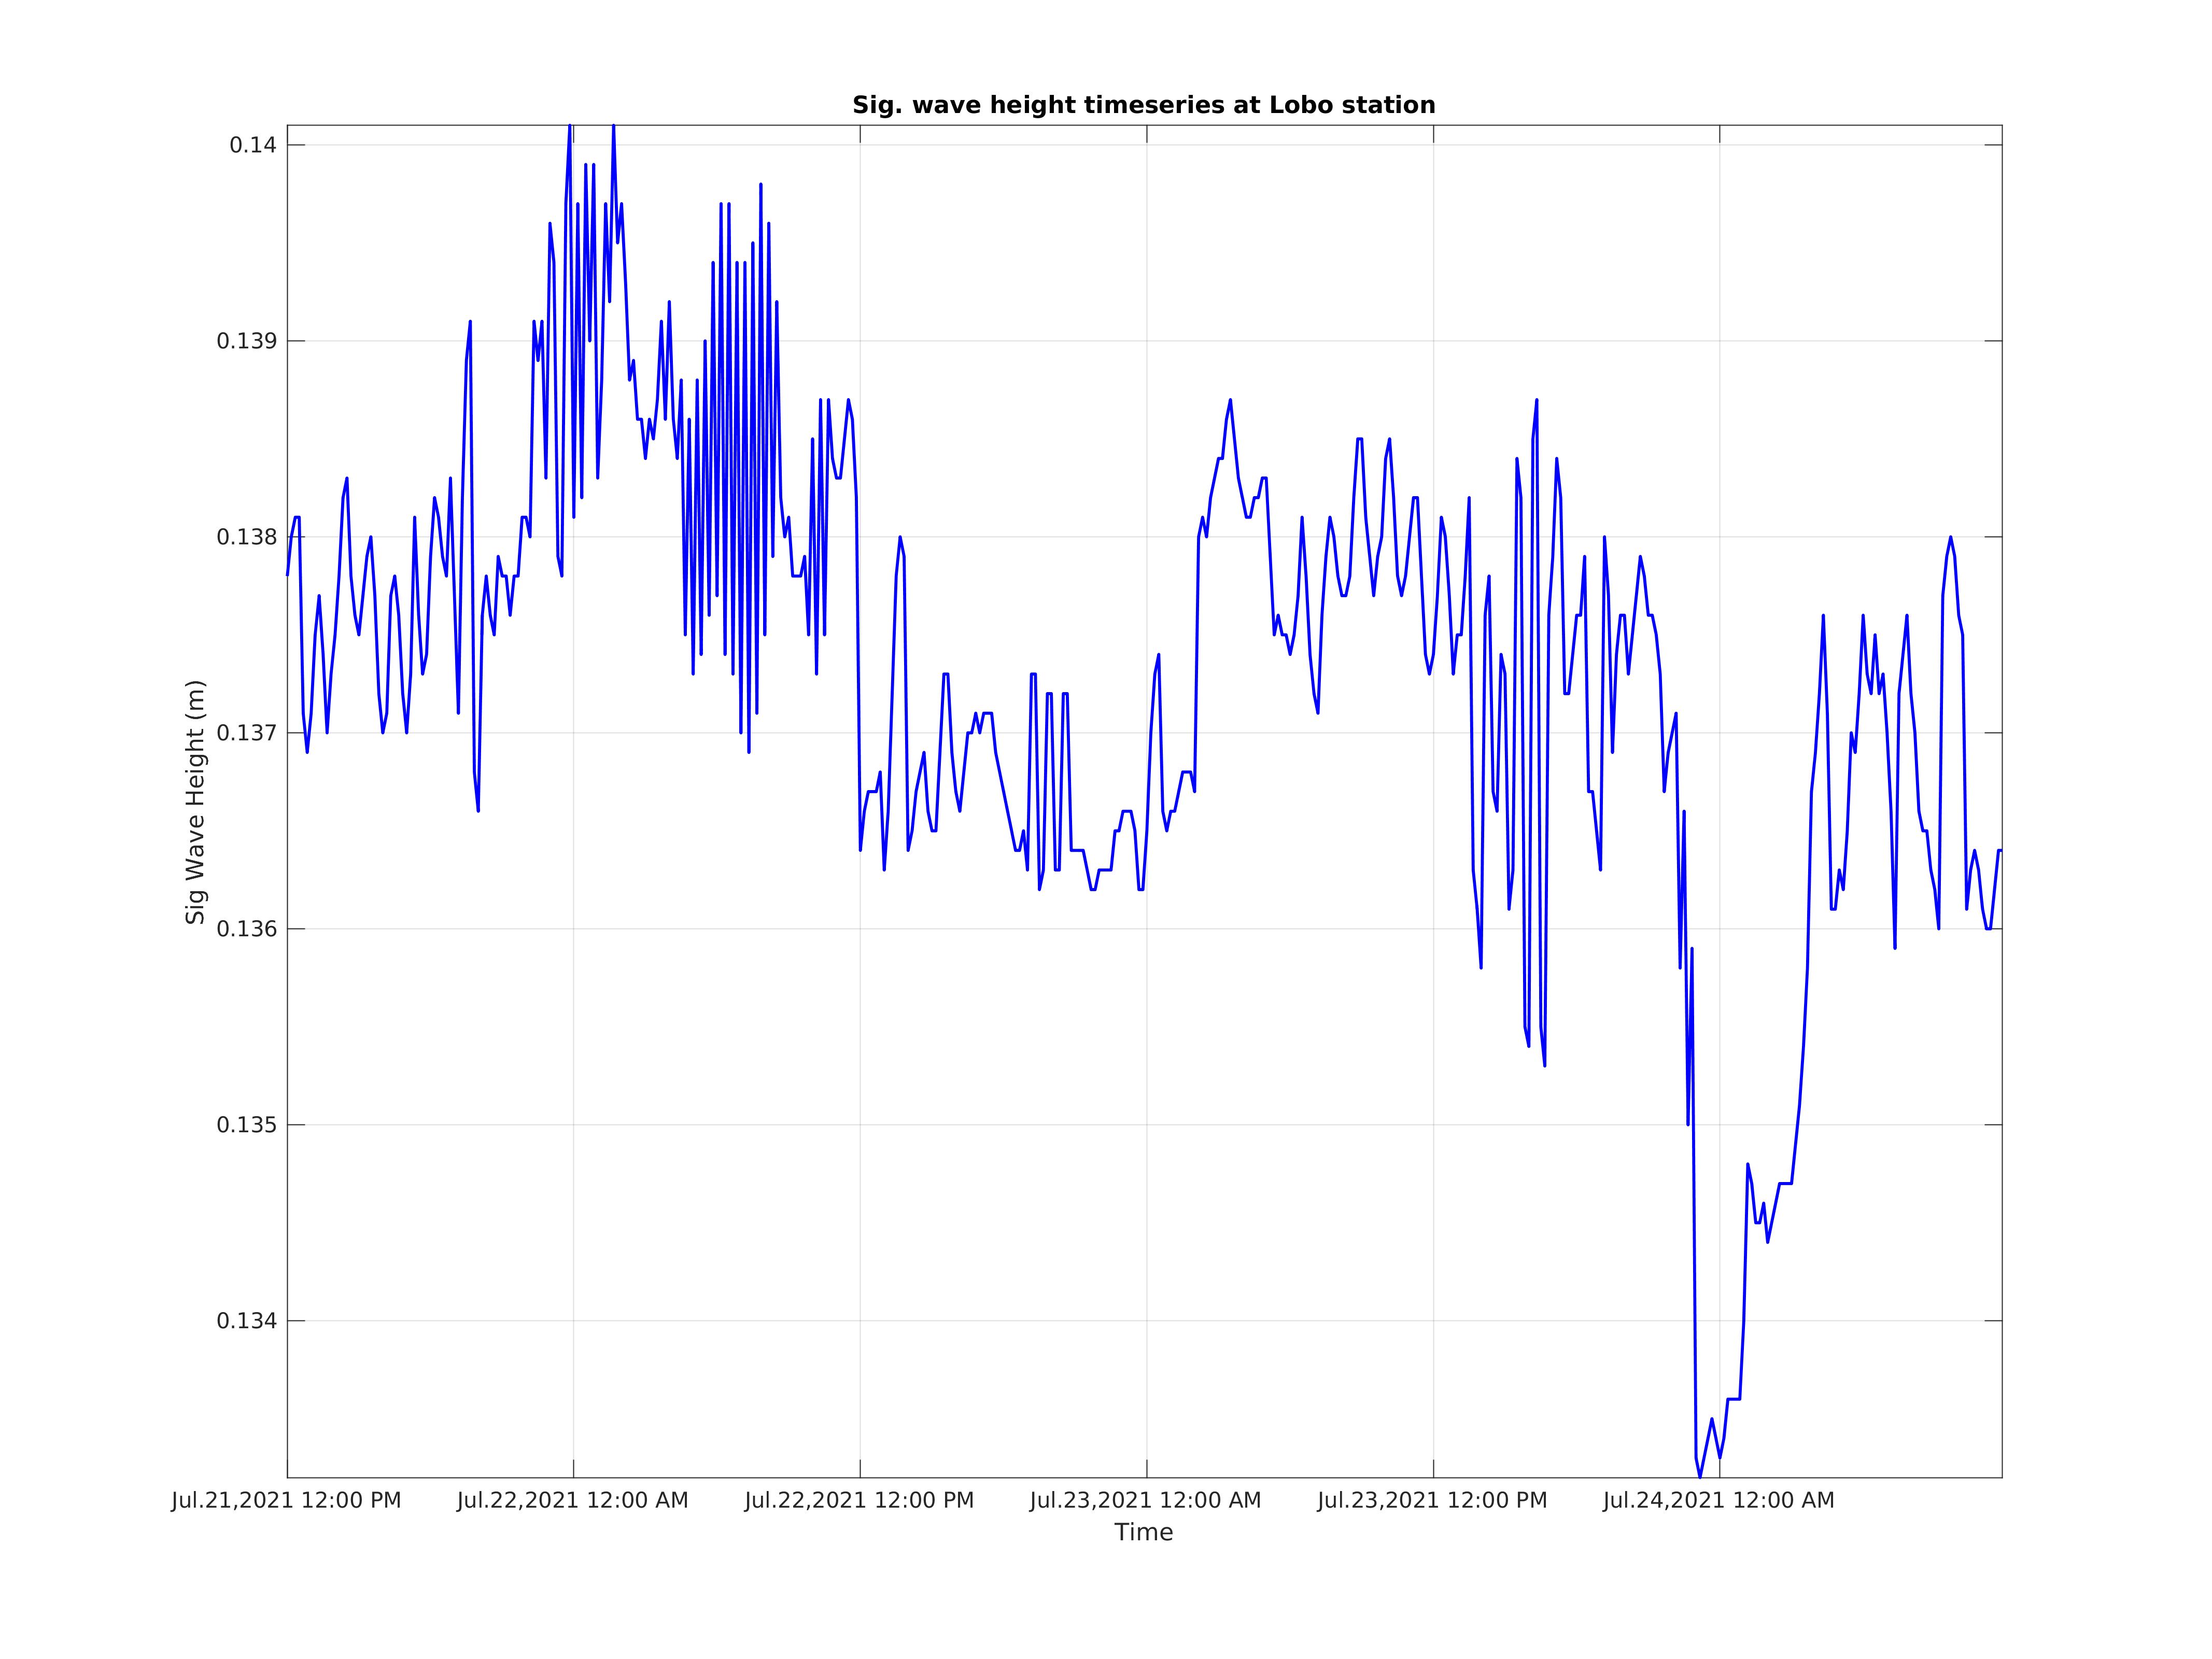 Sig. wave height timeseries at Lobo station
0.14
0.139
0.138
0.137
0.136
0.135
0.134
Sig Wave Height (m)
Jul.21,2021 12:00 PM Jul.22,2021 12:00 AM Jul.22,2021 12:00 PM Jul.23,2021 12:00 AM Jul.23,2021 12:00 PM Jul.24,2021 12:00 AM
Time